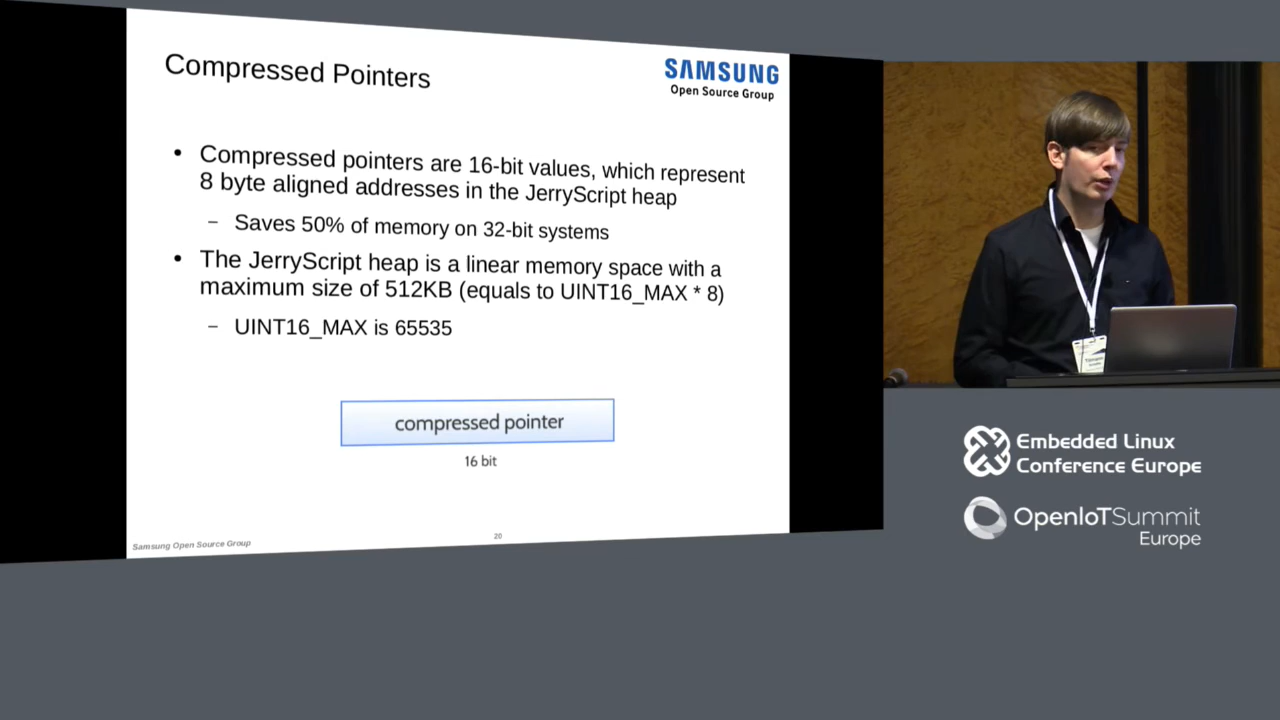 Compressed Pointers
SAMSUNG
Open Source Group
• Compressed pointers are 16-bit values, which represent
8 byte aligned addresses in the JerryScript heap
– Saves 50% of memory on 32-bit systems
• The JerryScript heap is a linear memory space with a
maximum size of 512KB (equals to UINT16_MAX * 8)
– UINT16_MAX is 65535
compressed pointer
16 bit
Samsung Open Source Group
20
Embedded Linux
Conference Europe
OpenIoTSummit
Europe